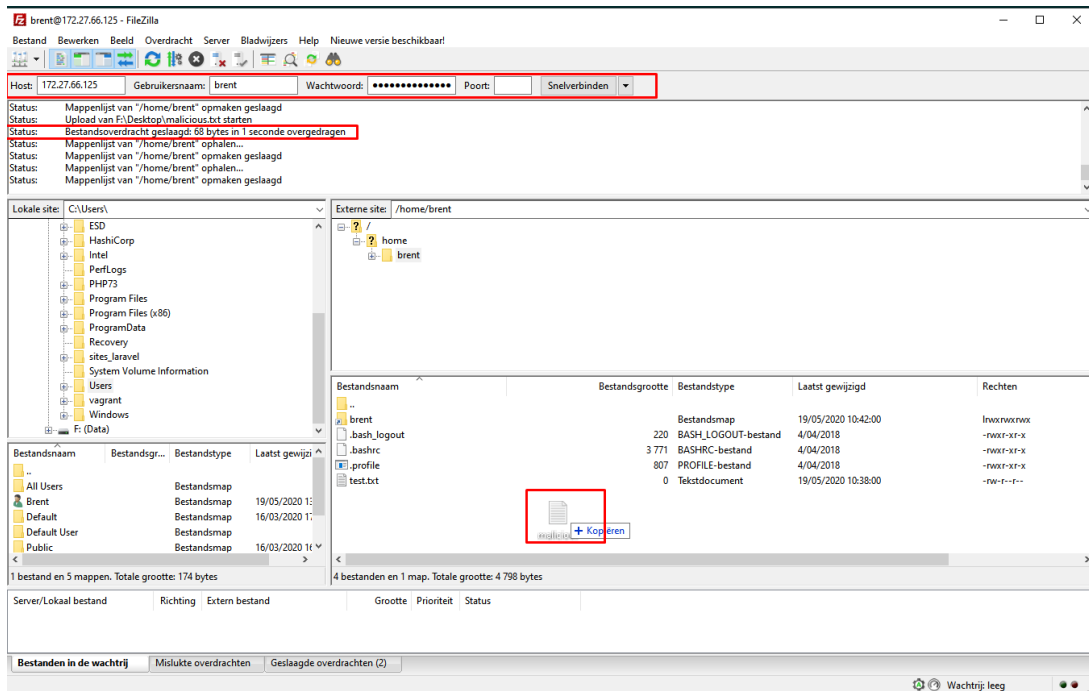 brent@172.27.66.125 - FileZilla
Bestand Bewerken Beeld Overdracht Server Bladwijzers Help Nieuwe versie beschikbaar!
Host: 172.27.66.125 Gebruikersnaam: brent Wachtwoord: ●●●●●●●●●●●●●● Poort: Snelverbinden
Status: Mappenlijst van "/home/brent" opmaken geslaagd
Status: Upload van F:\Desktop\malicious.txt starten
Status: Bestandsoverdracht geslaagd: 68 bytes in 1 seconde overgedragen
Status: Mappenlijst van "/home/brent" ophalen...
Status: Mappenlijst van "/home/brent" opmaken geslaagd
Status: Mappenlijst van "/home/brent" ophalen...
Status: Mappenlijst van "/home/brent" opmaken geslaagd
Lokale site: C:\Users\
ESD
HashiCorp
Intel
PerfLogs
PHP73
Program Files
Program Files (x86)
ProgramData
Recovery
sites_laravel
System Volume Information
Users
vagrant
Windows
F: (Data)
Bestandsnaam Bestandsgr... Bestandstype Laatst gewijzi
..
All Users Bestandsmap
Brent Bestandsmap 19/05/2020 13
Default Bestandsmap 16/03/2020 17
Default User Bestandsmap
Public Bestandsmap 16/03/2020 16
1 bestand en 5 mappen. Totale grootte: 174 bytes
Externe site: /home/brent
/
home
brent
Bestandsnaam Bestandsgrootte Bestandstype Laatst gewijzigd Rechten
..
brent Bestandsmap 19/05/2020 10:42:00 lrwxrwxrwx
.bash_logout 220 BASH_LOGOUT-bestand 4/04/2018 -rwxr-xr-x
.bashrc 3 771 BASHRC-bestand 4/04/2018 -rwxr-xr-x
.profile 807 PROFILE-bestand 4/04/2018 -rwxr-xr-x
test.txt 0 Tekstdocument 19/05/2020 10:38:00 -rw-r--r--
+ Kopiëren
4 bestanden en 1 map. Totale grootte: 4 798 bytes
Server/Lokaal bestand Richting Extern bestand Grootte Prioriteit Status
Bestanden in de wachtrij Mislukte overdrachten Geslaagde overdrachten (2)
Wachtrij: leeg